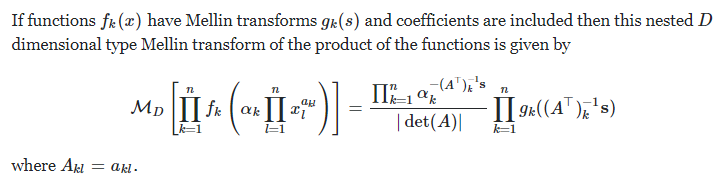 If functions $f_k(x)$ have Mellin transforms $g_k(s)$ and coefficients are included then this nested $D$
dimensional type Mellin transform of the product of the functions is given by
$$\mathcal{M}_D\left[\prod_{k=1}^{n} f_k\left(\alpha_k \prod_{l=1}^{n} x_l^{a_{kl}}\right)\right] = \frac{\prod_{k=1}^{n} \alpha_k^{-(A^\top)_k^{-1}\mathbf{s}}}{|\det(A)|} \prod_{k=1}^{n} g_k((A^\top)_k^{-1}\mathbf{s})$$
where $A_{kl} = a_{kl}$.